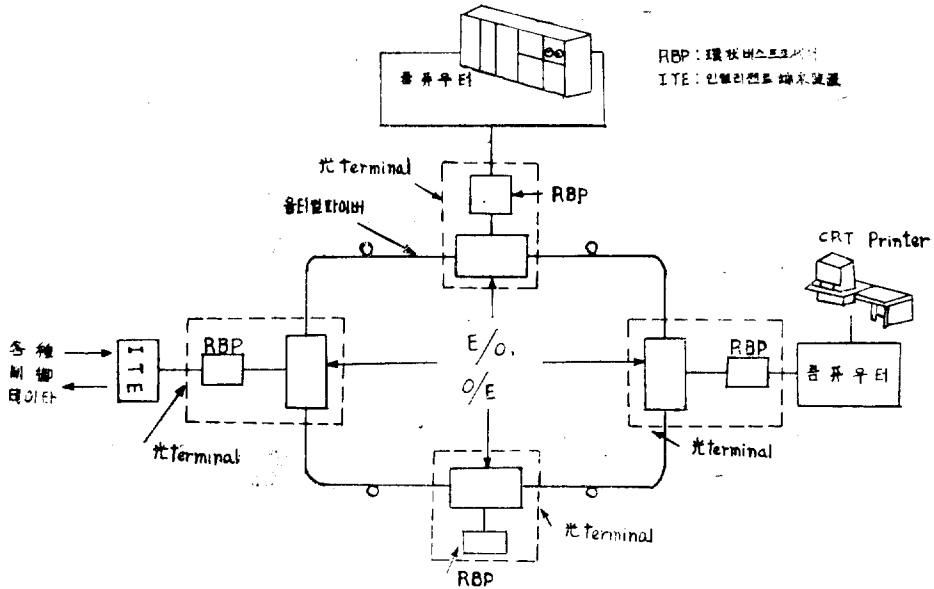 콤퓨우터
RBP : 環狀버스프로세서
ITE : 인텔리젠트 端末裝置
光 terminal
RBP
옵티컬파이버
CRT Printer
E/O,
O/E
各種
制御
데이타
ITE
RBP
光 terminal
RBP
콤퓨우터
光 terminal
光 terminal
RBP